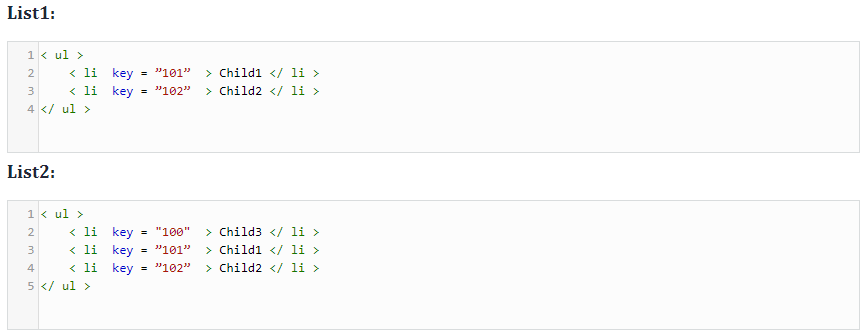 List1:
1 < ul >
2 < li key = ”101” > Child1 </ li >
3 < li key = ”102” > Child2 </ li >
4 </ ul >
List2:
1 < ul >
2 < li key = "100" > Child3 </ li >
3 < li key = ”101” > Child1 </ li >
4 < li key = ”102” > Child2 </ li >
5 </ ul >